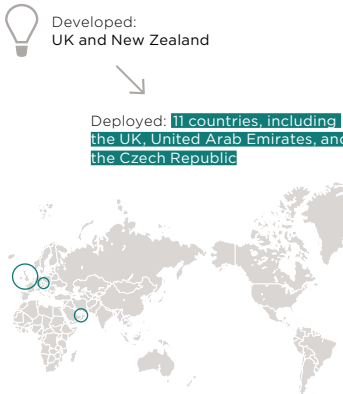 Developed:
UK and New Zealand
Deployed: 11 countries, including
the UK, United Arab Emirates, and
the Czech Republic